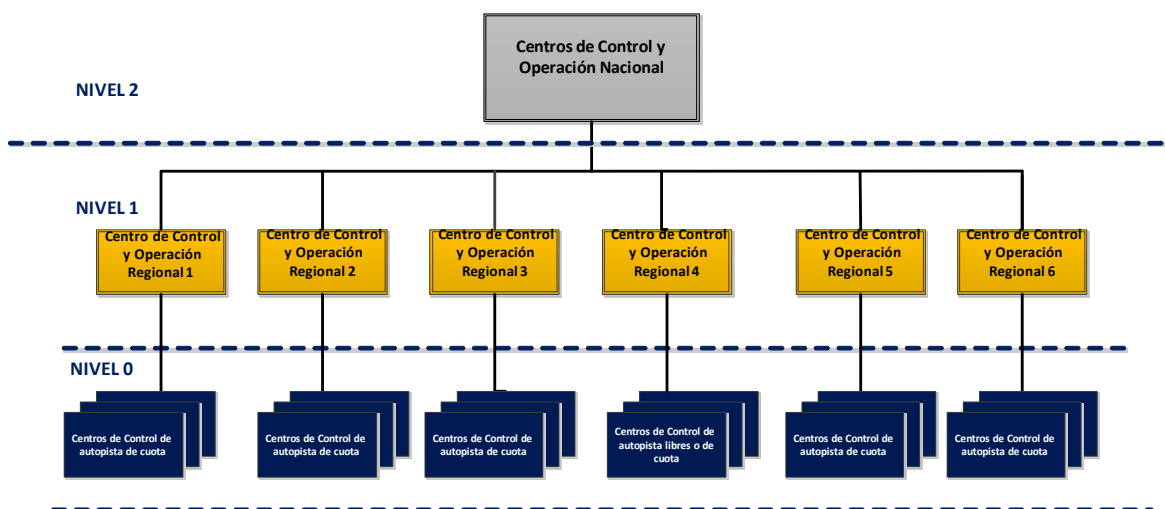 Centros de Control y
Operación Nacional
NIVEL 2
NIVEL 1
Centro de Control
y Operación
Regional 1
Centro de Control
y Operación
Regional 2
Centro de Control
y Operación
Regional 3
Centro de Control
y Operación
Regional 4
Centro de Control
y Operación
Regional 5
Centro de Control
y Operación
Regional 6
NIVEL 0
Centros de Control de
autopista de cuota
Centros de Control de
autopista de cuota
Centros de Control de
autopista de cuota
Centros de Control de
autopista libres o de
cuota
Centros de Control de
autopista de cuota
Centros de Control de
autopista de cuota